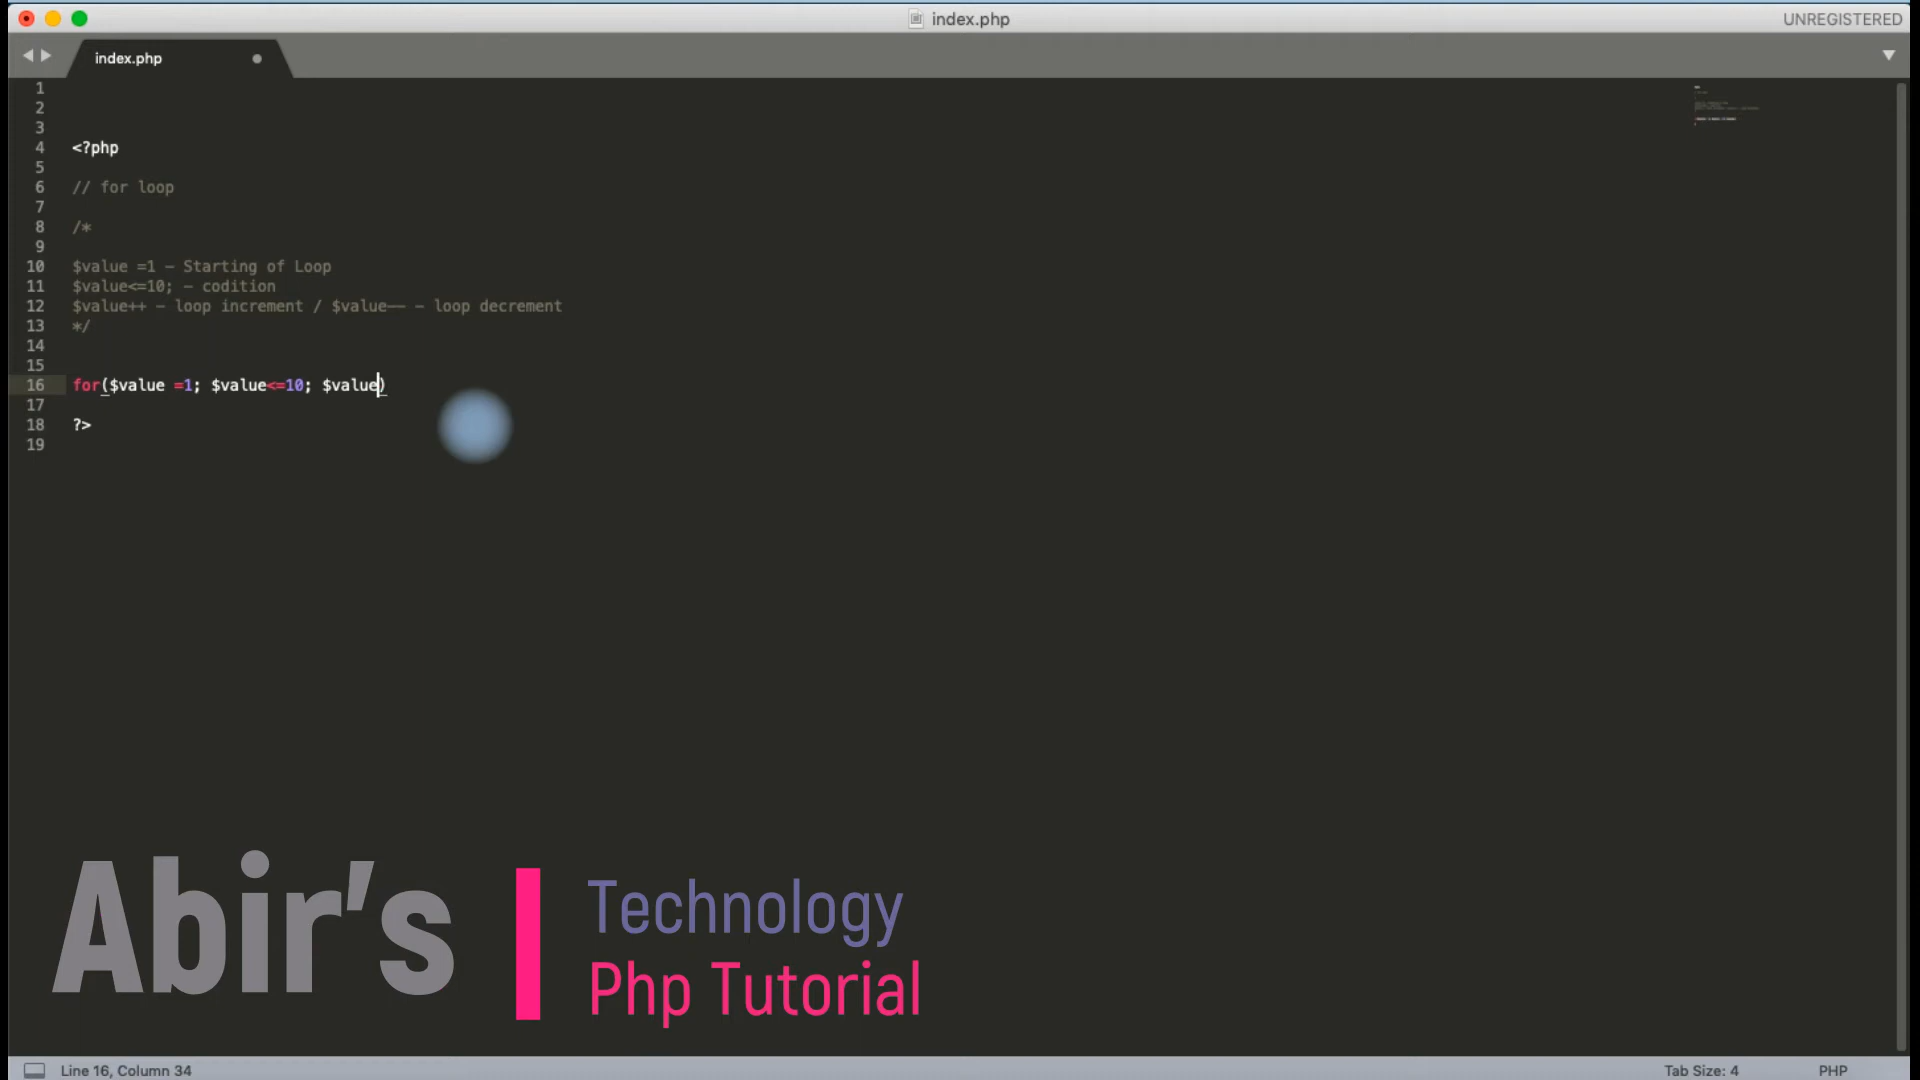 index.php
UNREGISTERED
index.php
1
2
3
4 <?php
5
6 // for loop
7
8 /*
9
10 $value =1 – Starting of Loop
11 $value<=10; – codition
12 $value++ – loop increment / $value—— – loop decrement
13 */
14
15
16 for($value =1; $value<=10; $value)
17
18 ?>
19
Abir's
Technology
Php Tutorial
Line 16, Column 34
Tab Size: 4
PHP